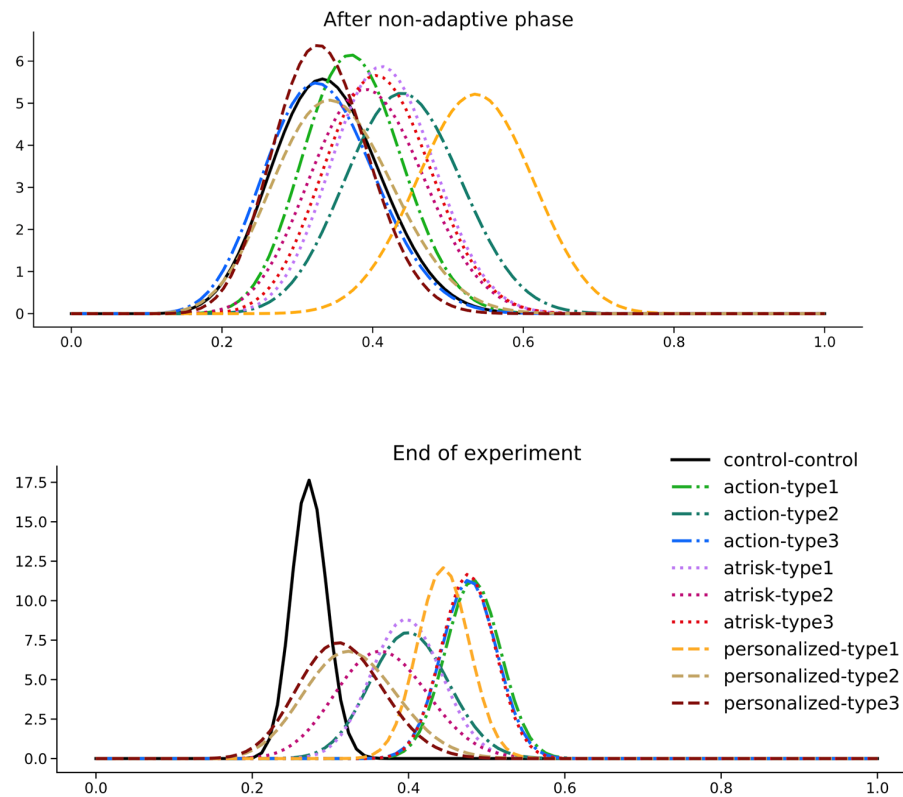 After non-adaptive phase
6
5
4
3
2
1
0
0.0 0.2 0.4 0.6 0.8 1.0
End of experiment
control-control
action-type1
action-type2
action-type3
atrisk-type1
atrisk-type2
atrisk-type3
personalized-type1
personalized-type2
personalized-type3
17.5
15.0
12.5
10.0
7.5
5.0
2.5
0.0
0.0 0.2 0.4 0.6 0.8 1.0